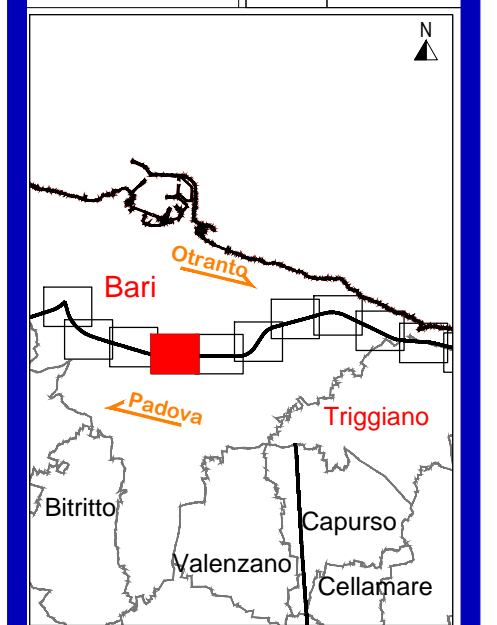 N
Otranto
Bari
Padova
Triggiano
Bitritto
Capurso
Valenzano
Cellamare